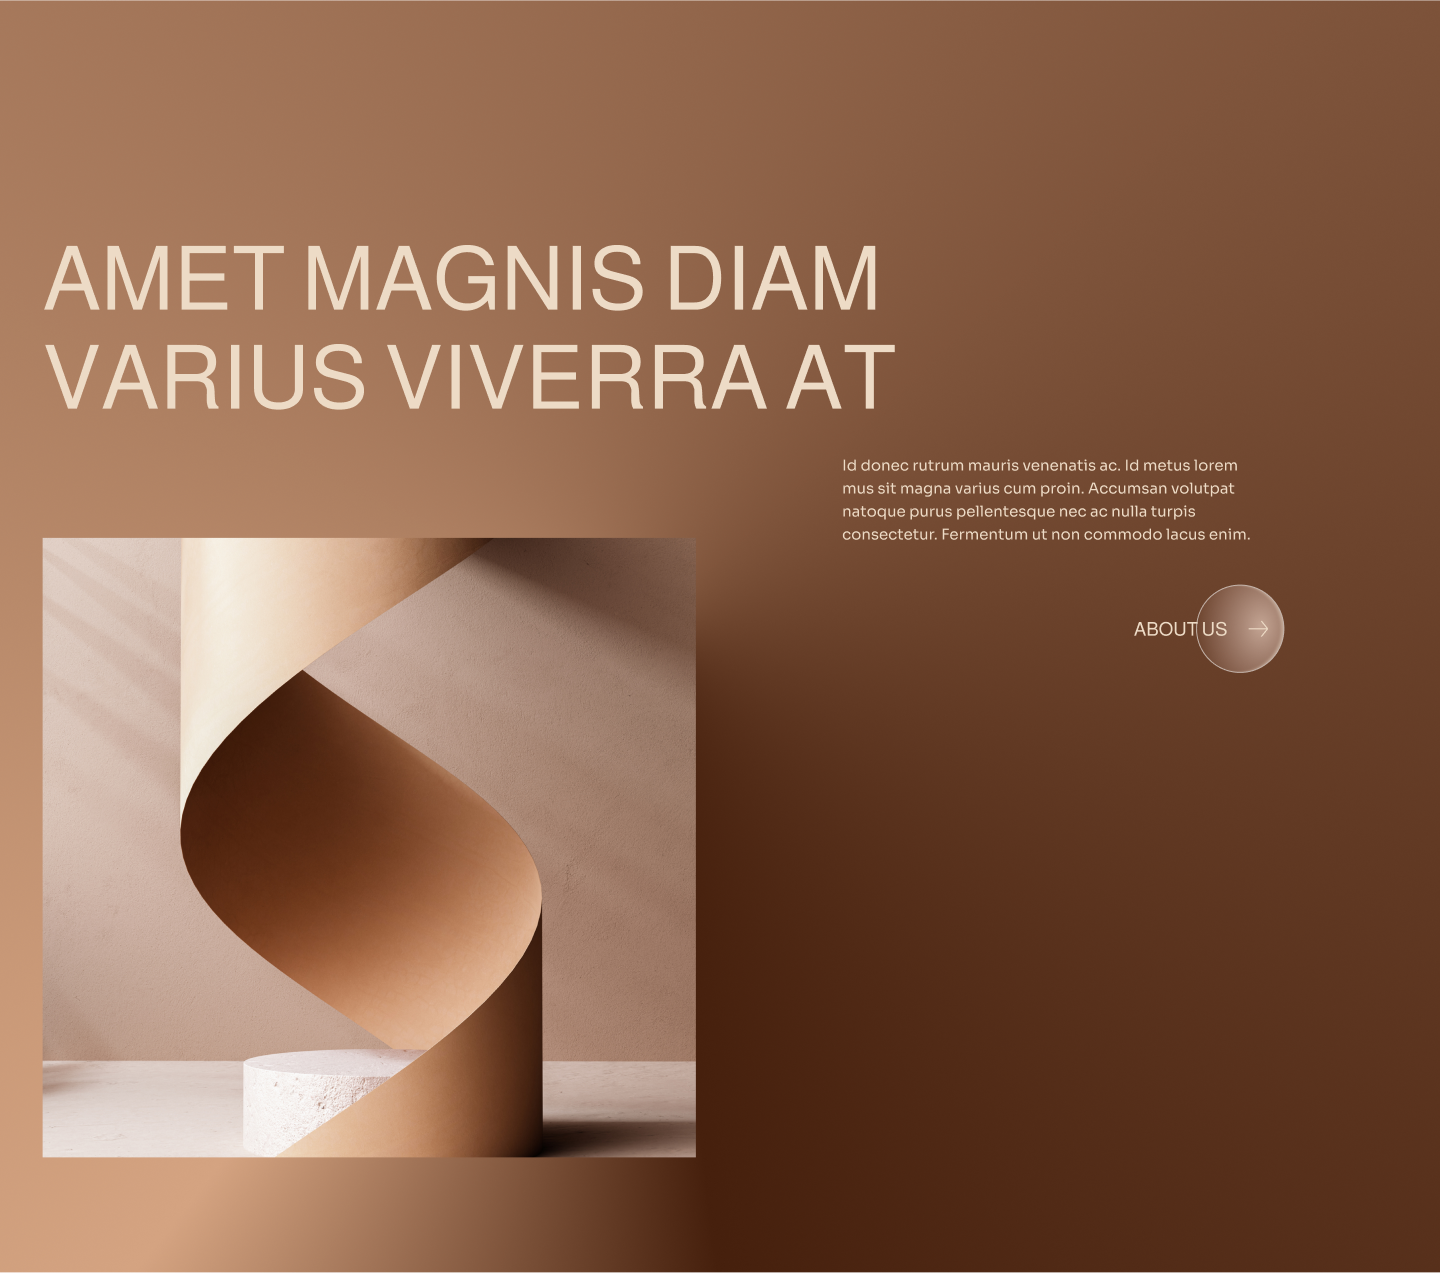 AMET MAGNIS DIAM
VARIUS VIVERRA AT
Id donec rutrum mauris venenatis ac. Id metus lorem
mus sit magna varius cum proin. Accumsan volutpat
natoque purus pellentesque nec ac nulla turpis
consectetur. Fermentum ut non commodo lacus enim.
ABOUT US